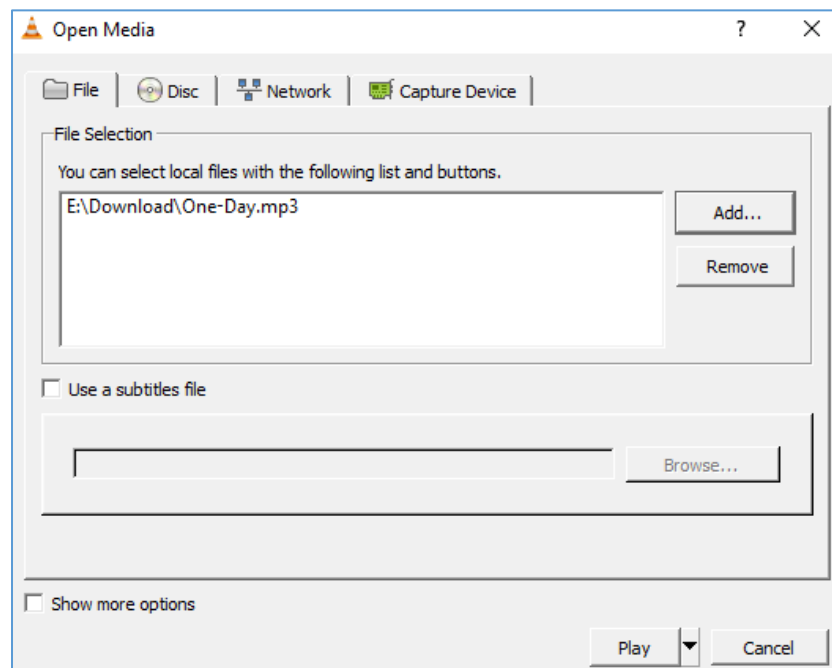 Open Media ?
File Disc Network Capture Device
File Selection
You can select local files with the following list and buttons.
E:\Download\One-Day.mp3
Add...
Remove
Use a subtitles file
Browse...
Show more options
Play Cancel